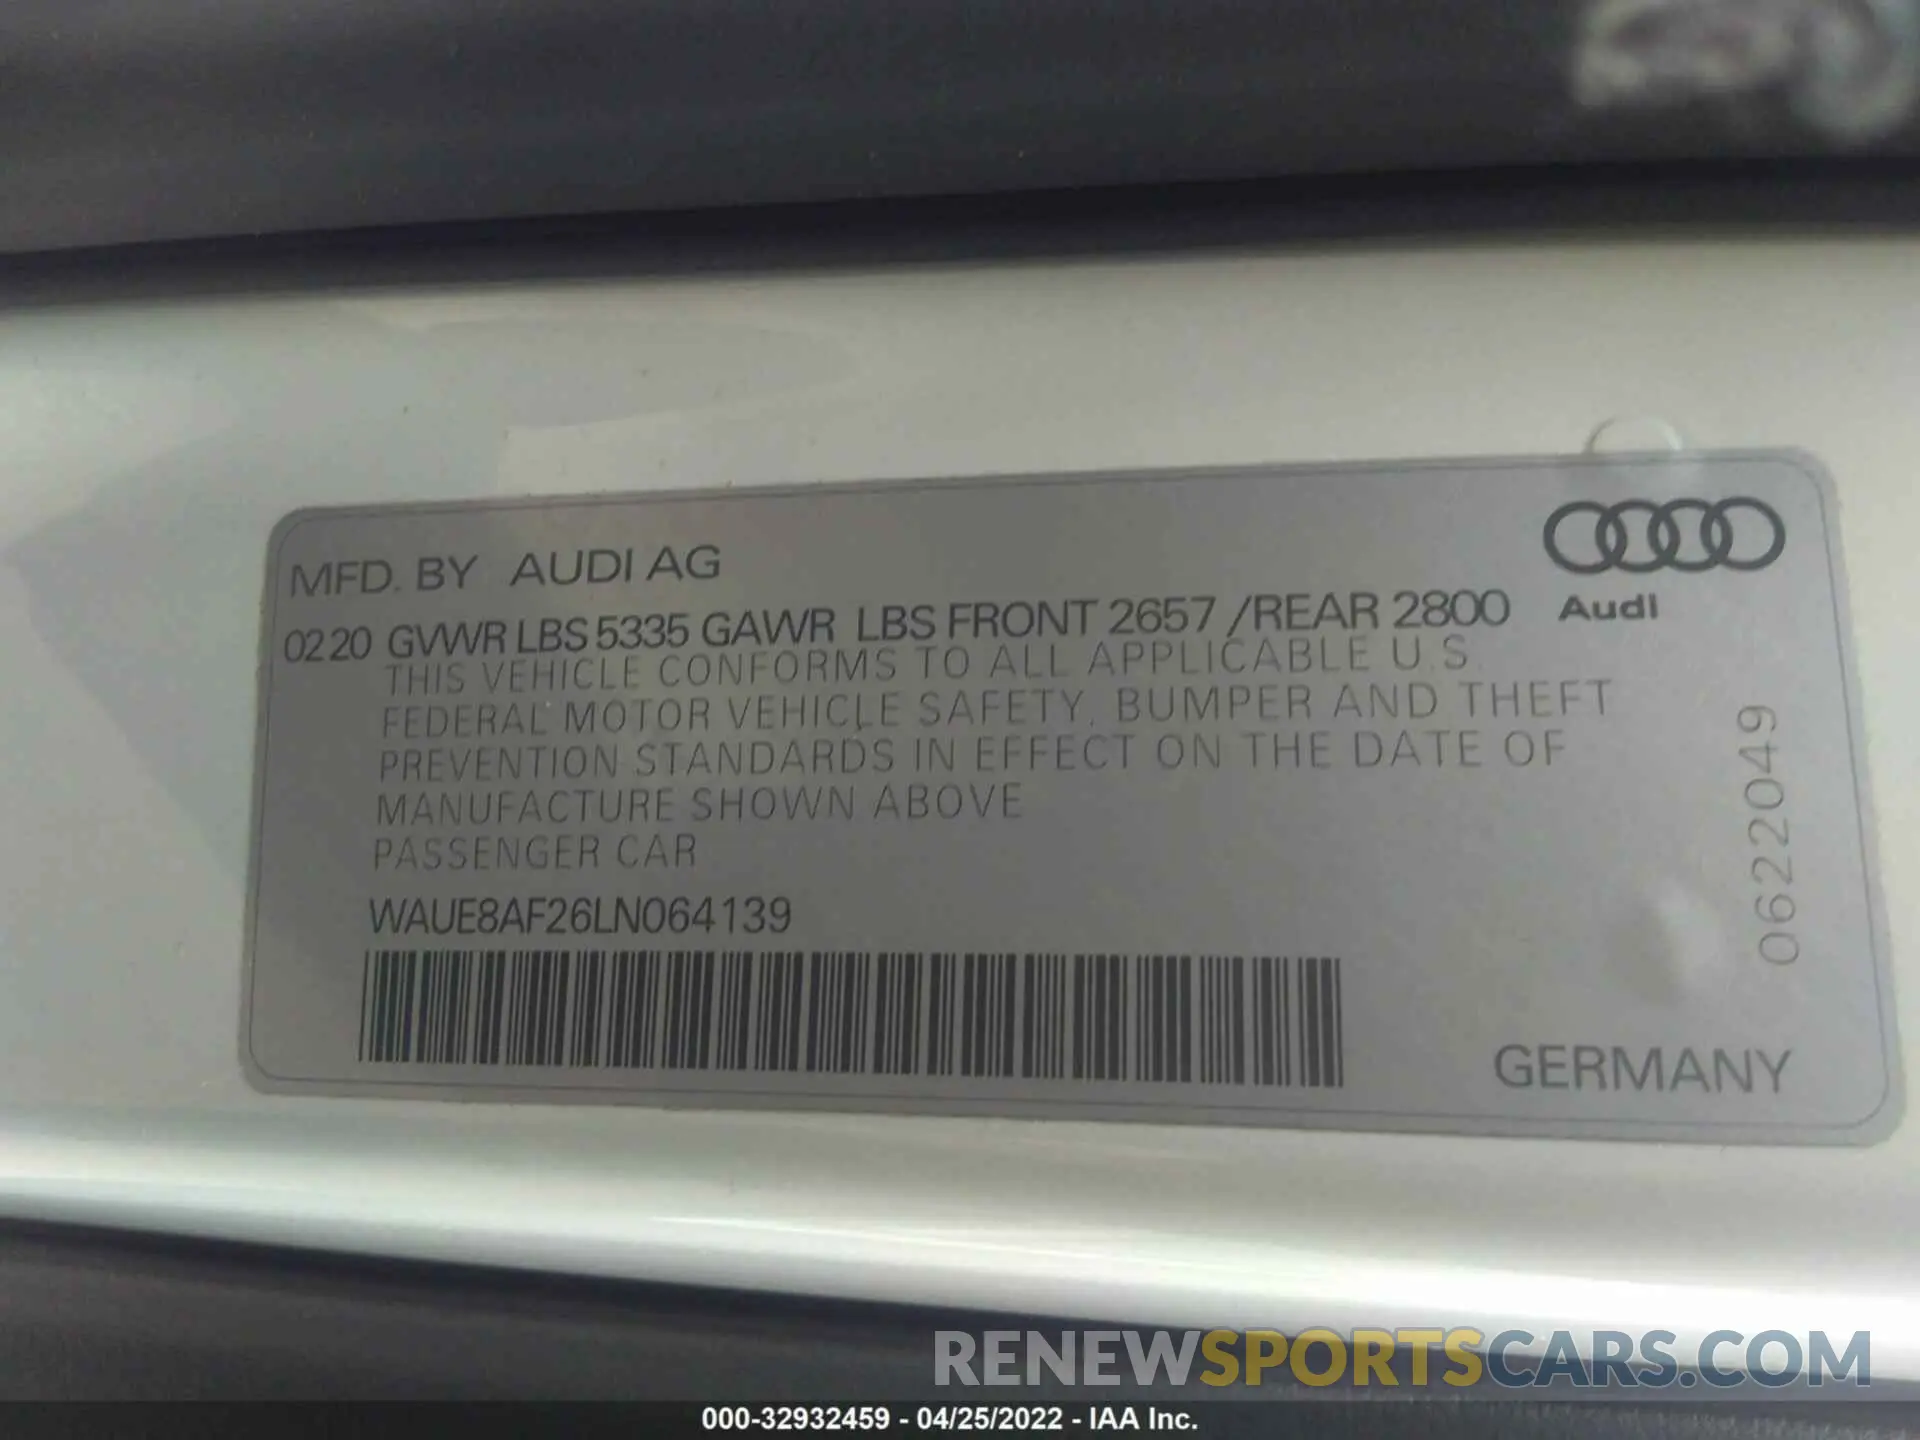 MFD. BY AUDI AG
Audi
0220 GVWR LBS 5335 GAWR LBS FRONT 2657 /REAR 2800
THIS VEHICLE CONFORMS TO ALL APPLICABLE U.S.
FEDERAL MOTOR VEHICLE SAFETY, BUMPER AND THEFT
PREVENTION STANDARDS IN EFFECT ON THE DATE OF
MANUFACTURE SHOWN ABOVE
PASSENGER CAR
WAUE8AF26LN064139
0622049
GERMANY
RENEWSPORTSCARS.COM
000-32932459 - 04/25/2022 - IAA Inc.